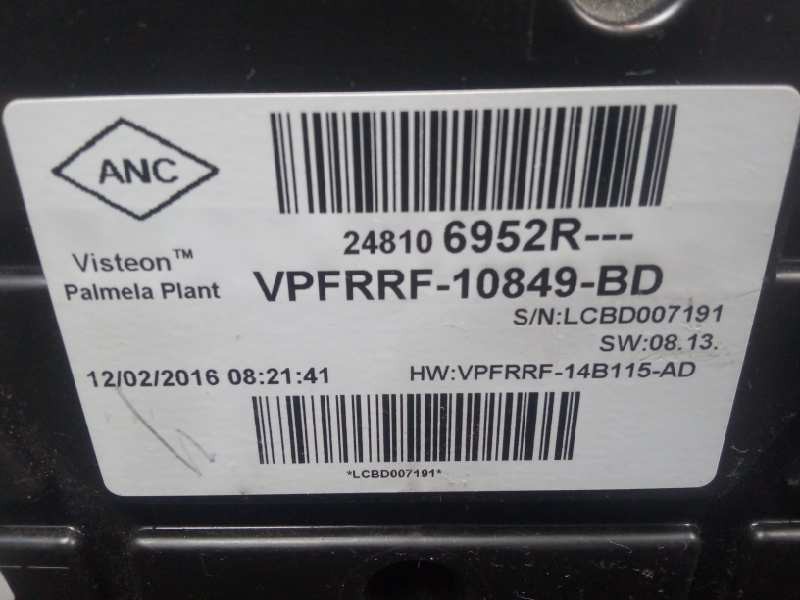 ANC
24810 6952R---
Visteon™
Palmela Plant
VPFRRF-10849-BD
S/N:LCBD007191
SW:08.13.
12/02/2016 08:21:41
HW:VPFRRF-14B115-AD
*LCBD007191*